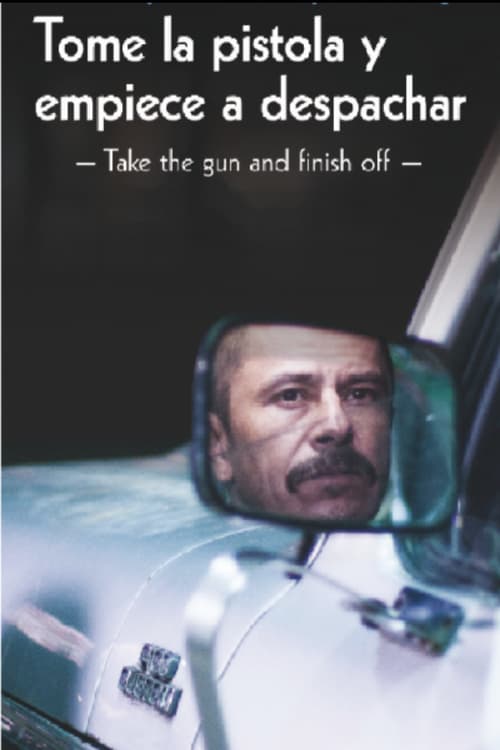 Tome la pistola y
empiece a despachar
— Take the gun and finish off —